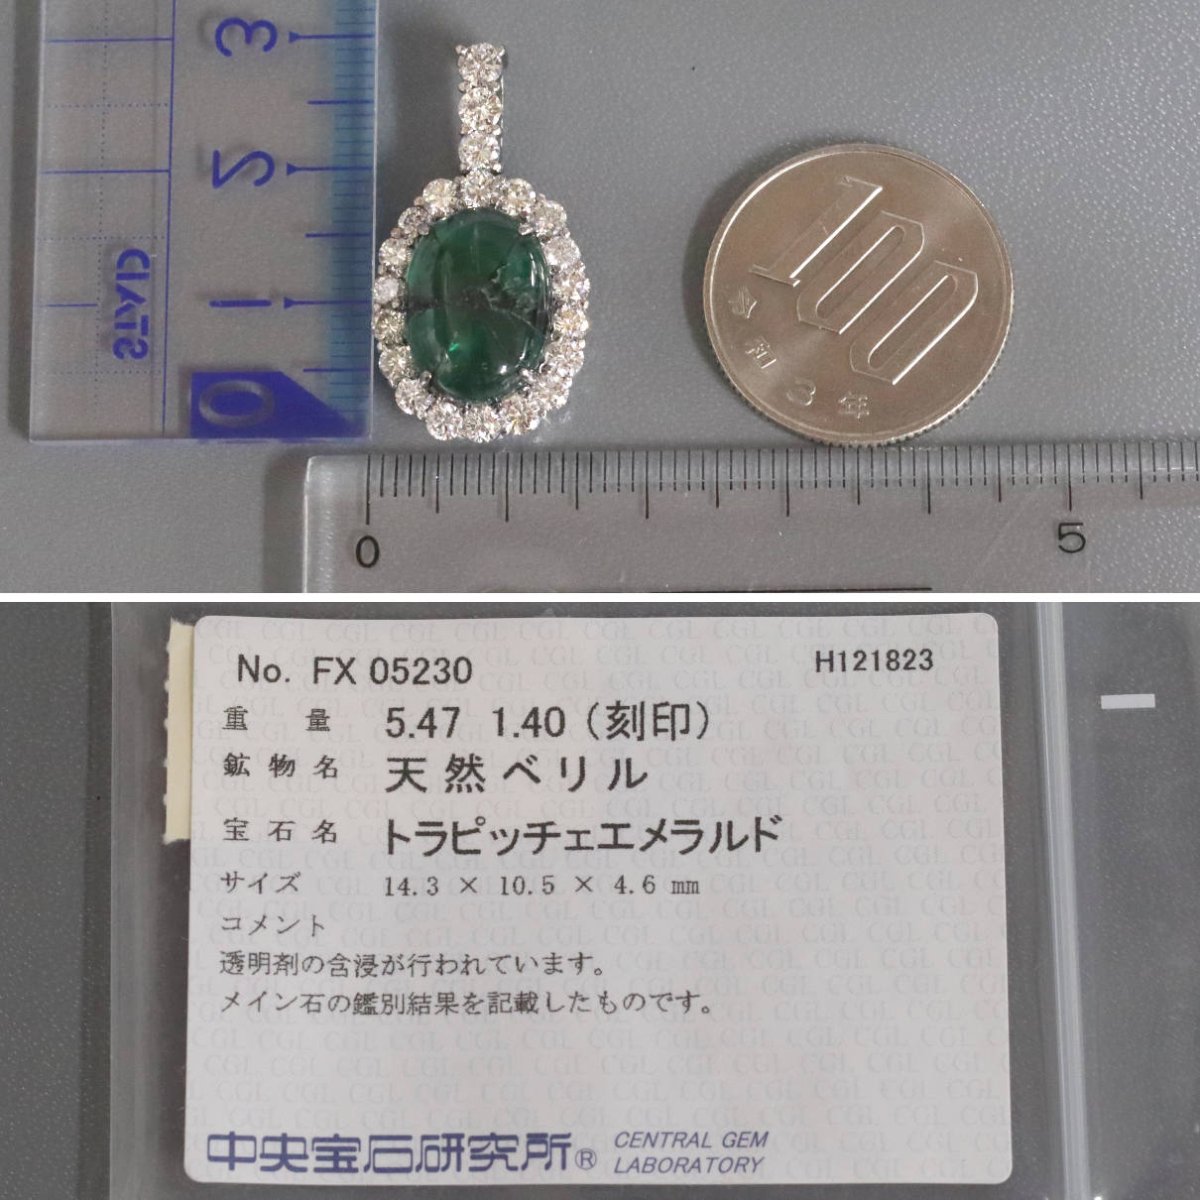 3
2
1
0
CIATS
100
令和3年
0
5
No. FX 05230
H121823
重量 5.47 1.40（刻印）
鉱物名 天然ベリル
宝石名 トラピッチェエメラルド
サイズ 14.3 × 10.5 × 4.6 mm
コメント
透明剤の含浸が行われています。
メイン石の鑑別結果を記載したものです。
中央宝石研究所® CENTRAL GEM
LABORATORY